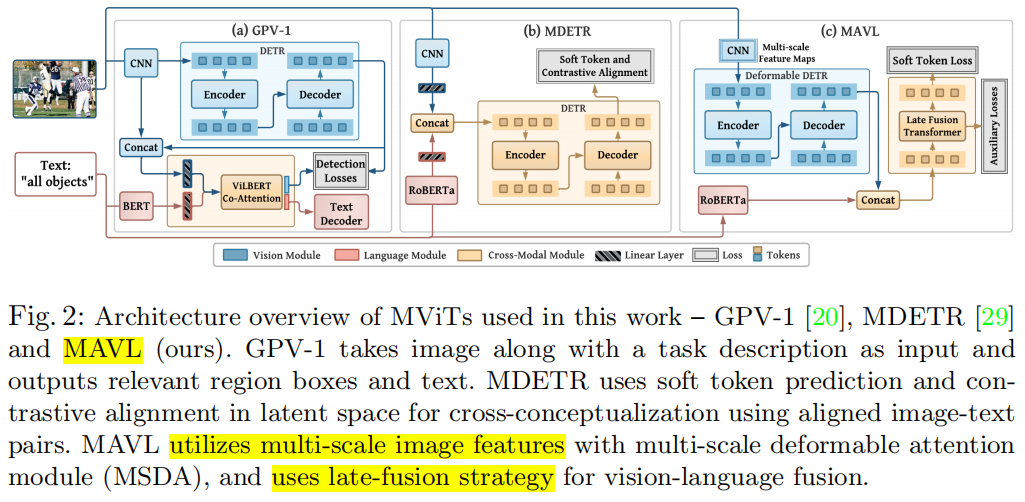 (a) GPV-1
CNN
DETR
Encoder
Decoder
Concat
Text:
"all objects"
BERT
ViLBERT
Co-Attention
Detection
Losses
Text
Decoder
(b) MDETR
CNN
Soft Token and
Contrastive Alignment
Concat
DETR
Encoder
Decoder
RoBERTa
(c) MAVL
CNN
Multi-scale
Feature Maps
Deformable DETR
Encoder
Decoder
Soft Token Loss
Late Fusion
Transformer
Auxiliary Losses
RoBERTa
Concat
Vision Module
Language Module
Cross-Modal Module
Linear Layer
Loss
Tokens
Fig. 2: Architecture overview of MViTs used in this work – GPV-1 [20], MDETR [29]
and MAVL (ours). GPV-1 takes image along with a task description as input and
outputs relevant region boxes and text. MDETR uses soft token prediction and con-
trastive alignment in latent space for cross-conceptualization using aligned image-text
pairs. MAVL utilizes multi-scale image features with multi-scale deformable attention
module (MSDA), and uses late-fusion strategy for vision-language fusion.